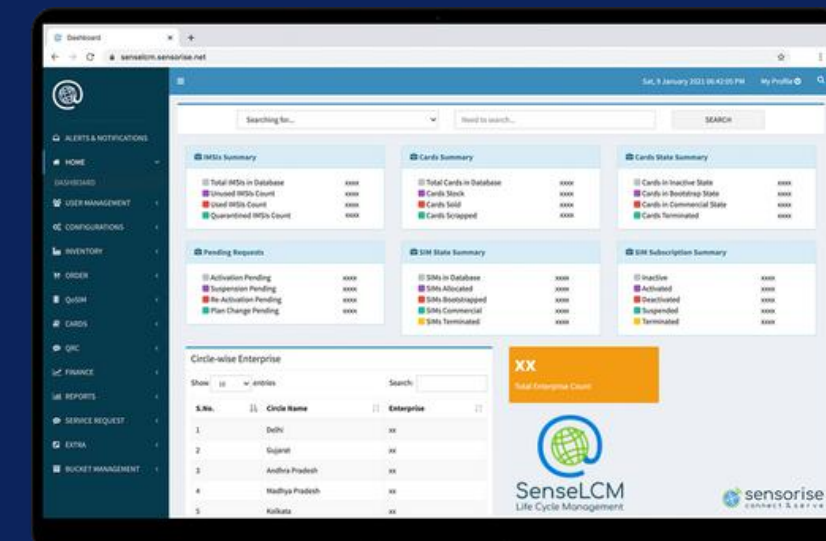 Dashboard
senselcm.sensorise.net
Sat, 9 January 2021 06:42:05 PM My Profile
Searching for...
Need to search...
SEARCH
ALERTS & NOTIFICATIONS
HOME
DASHBOARD
USER MANAGEMENT
CONFIGURATIONS
INVENTORY
ORDER
QoSIM
CARDS
QRC
FINANCE
REPORTS
SERVICE REQUEST
EXTRA
BUCKET MANAGEMENT
IMSIs Summary
Total IMSIs in Database xxxx
Unused IMSIs Count xxxx
Used IMSIs Count xxxx
Quarantined IMSIs Count xxxx
Cards Summary
Total Cards in Database xxxx
Cards Stock xxxx
Cards Sold xxxx
Cards Scrapped xxxx
Cards State Summary
Cards in Inactive State xxxx
Cards in Bootstrap State xxxx
Cards in Commercial State xxxx
Cards Terminated xxxx
Pending Requests
Activation Pending xxxx
Suspension Pending xxxx
Re-Activation Pending xxxx
Plan Change Pending xxxx
SIM State Summary
SIMs in Database xxxx
SIMs Allocated xxxx
SIMs Bootstrapped xxxx
SIMs Commercial xxxx
SIMs Terminated xxxx
SIM Subscription Summary
Inactive xxxx
Activated xxxx
Deactivated xxxx
Suspended xxxx
Terminated xxxx
Circle-wise Enterprise
Show 10 entries Search:
S.No. Circle Name Enterprise
1 Delhi xx
2 Gujarat xx
3 Andhra Pradesh xx
4 Madhya Pradesh xx
5 Kolkata xx
XX
Total Enterprise Count
SenseLCM
Life Cycle Management
sensorise
connect & serve